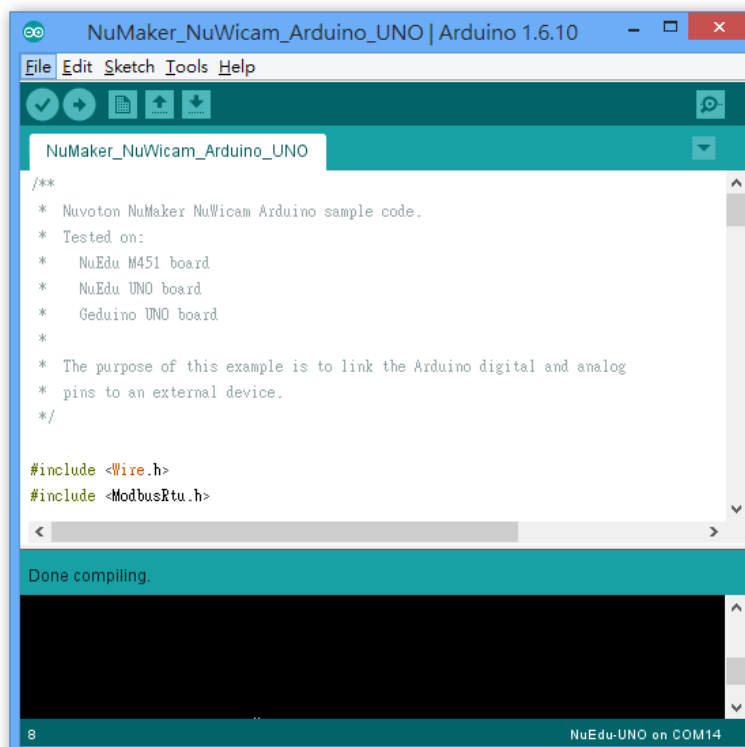 NuMaker_NuWicam_Arduino_UNO | Arduino 1.6.10
File Edit Sketch Tools Help
NuMaker_NuWicam_Arduino_UNO
/**
* Nuvoton NuMaker NuWicam Arduino sample code.
* Tested on:
* NuEdu M451 board
* NuEdu UNO board
* Geduino UNO board
*
* The purpose of this example is to link the Arduino digital and analog
* pins to an external device.
*/
#include <Wire.h>
#include <ModbusRtu.h>
Done compiling.
8 NuEdu-UNO on COM14